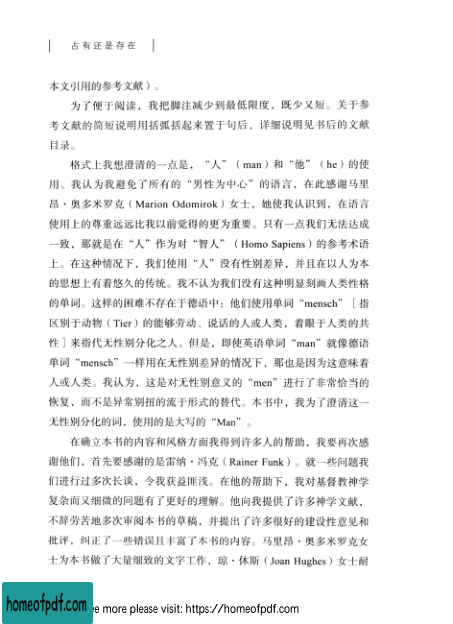 占有还是存在
本文引用的参考文献）。
为了便于阅读，我把脚注减少到最低限度，既少又短。关于参
考文献的简短说明用括弧括起来置于句后，详细说明见书后的文献
目录。
格式上我想澄清的一点是，“人”（man）和“他”（he）的使
用。我认为我避免了所有的“男性为中心”的语言，在此感谢马里
昂·奥多米罗克（Marion Odomirok）女士，她使我认识到，在语言
使用上的尊重远远比我以前觉得的更为重要。只有一点我们无法达成
一致，那就是在“人”作为对“智人”（Homo Sapiens）的参考术语
上。在这种情况下，我们使用“人”没有性别差异，并且在以人为本
的思想上有着悠久的传统。我不认为我们没有这种明显刻画人类性格
的单词。这样的困难不存在于德语中：他们使用单词“mensch”［指
区别于动物（Tier）的能够劳动、说话的人或人类，着眼于人类的共
性］来指代无性别分化之人。但是，即使英语单词“man”就像德语
单词“mensch”一样用在无性别差异的情况下，那也是因为这意味着
人或人类。我认为，这是对无性别意义的“men”进行了非常恰当的
恢复，而不是异常别扭的流于形式的替代。本书中，我为了澄清这一
无性别分化的词，使用的是大写的“Man”。
在确立本书的内容和风格方面我得到许多人的帮助，我要再次感
谢他们，首先要感谢的是雷纳·冯克（Rainer Funk）。就一些问题我
们进行过多次长谈，令我获益匪浅。在他的帮助下，我对基督教神学
复杂而又细微的问题有了更好的理解。他向我提供了许多神学文献，
不辞劳苦地多次审阅本书的草稿，并提出了许多很好的建设性意见和
批评，纠正了一些错误且丰富了本书的内容。马里昂·奥多米罗克女
士为本书做了大量细致的文字工作，琼·休斯（Joan Hughes）女士耐
homeofpdf.com
ee more please visit: https://homeofpdf.com